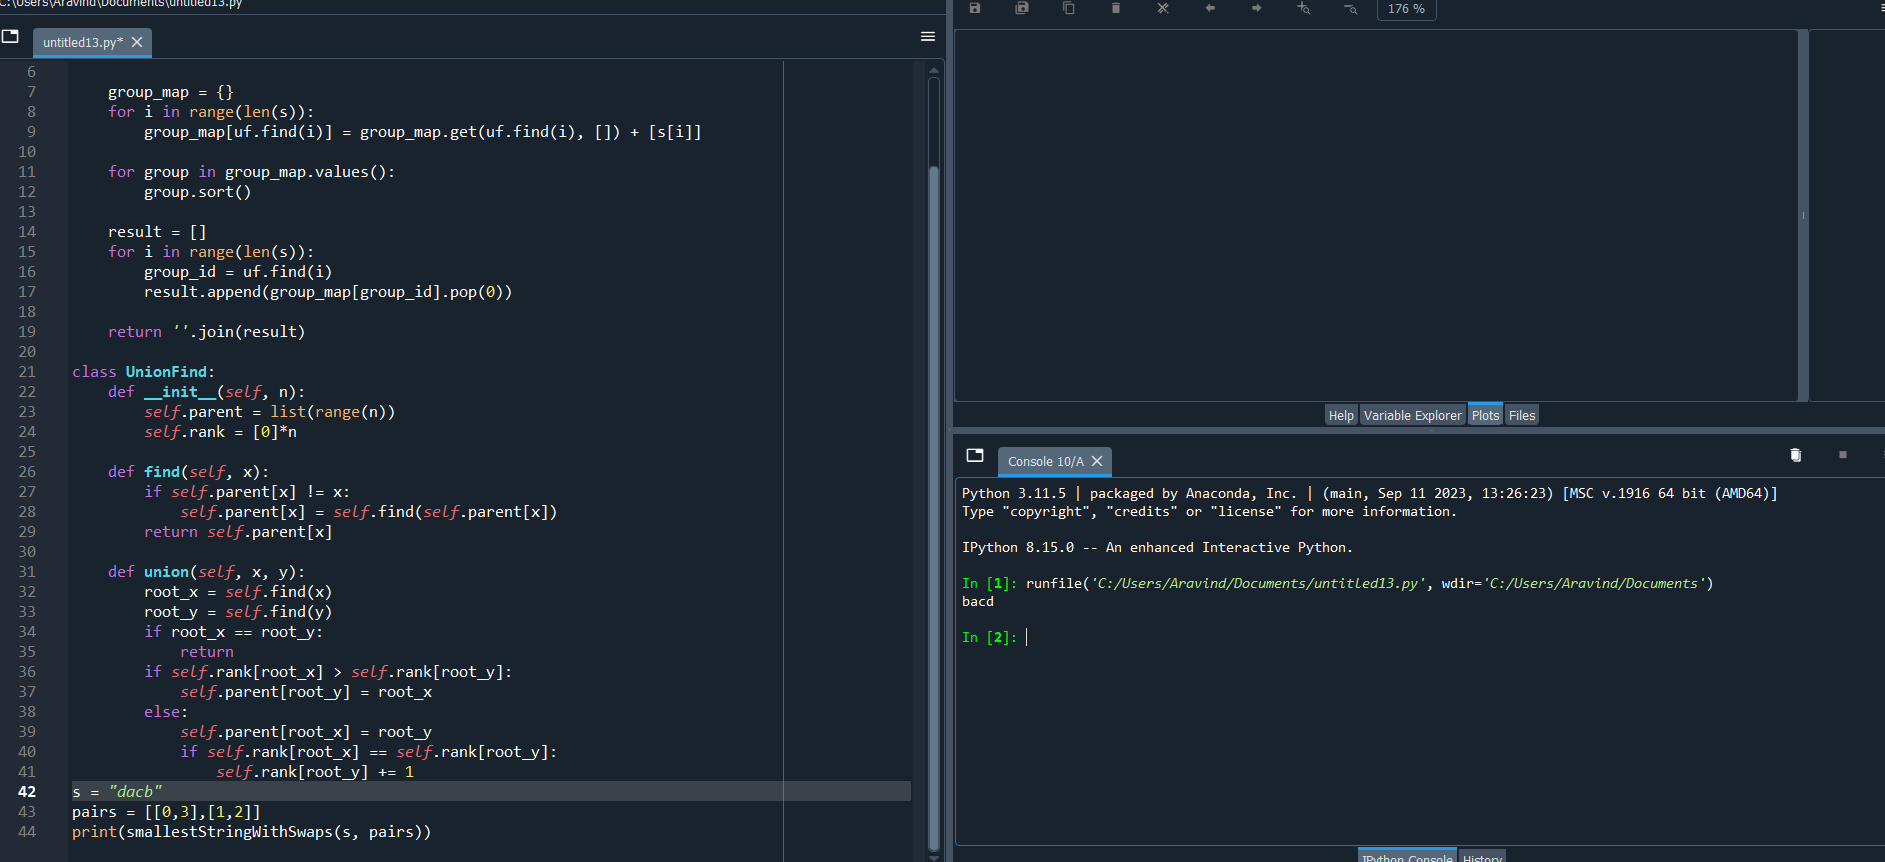 C:\Users\Aravind\Documents\untitled13.py
untitled13.py*
6
7 group_map = {}
8 for i in range(len(s)):
9 group_map[uf.find(i)] = group_map.get(uf.find(i), []) + [s[i]]
10
11 for group in group_map.values():
12 group.sort()
13
14 result = []
15 for i in range(len(s)):
16 group_id = uf.find(i)
17 result.append(group_map[group_id].pop(0))
18
19 return ''.join(result)
20
21 class UnionFind:
22 def __init__(self, n):
23 self.parent = list(range(n))
24 self.rank = [0]*n
25
26 def find(self, x):
27 if self.parent[x] != x:
28 self.parent[x] = self.find(self.parent[x])
29 return self.parent[x]
30
31 def union(self, x, y):
32 root_x = self.find(x)
33 root_y = self.find(y)
34 if root_x == root_y:
35 return
36 if self.rank[root_x] > self.rank[root_y]:
37 self.parent[root_y] = root_x
38 else:
39 self.parent[root_x] = root_y
40 if self.rank[root_x] == self.rank[root_y]:
41 self.rank[root_y] += 1
42 s = "dacb"
43 pairs = [[0,3],[1,2]]
44 print(smallestStringWithSwaps(s, pairs))
176 %
Help Variable Explorer Plots Files
Console 10/A
Python 3.11.5 | packaged by Anaconda, Inc. | (main, Sep 11 2023, 13:26:23) [MSC v.1916 64 bit (AMD64)]
Type "copyright", "credits" or "license" for more information.
IPython 8.15.0 -- An enhanced Interactive Python.
In [1]: runfile('C:/Users/Aravind/Documents/untitled13.py', wdir='C:/Users/Aravind/Documents')
bacd
In [2]:
IPython Console History